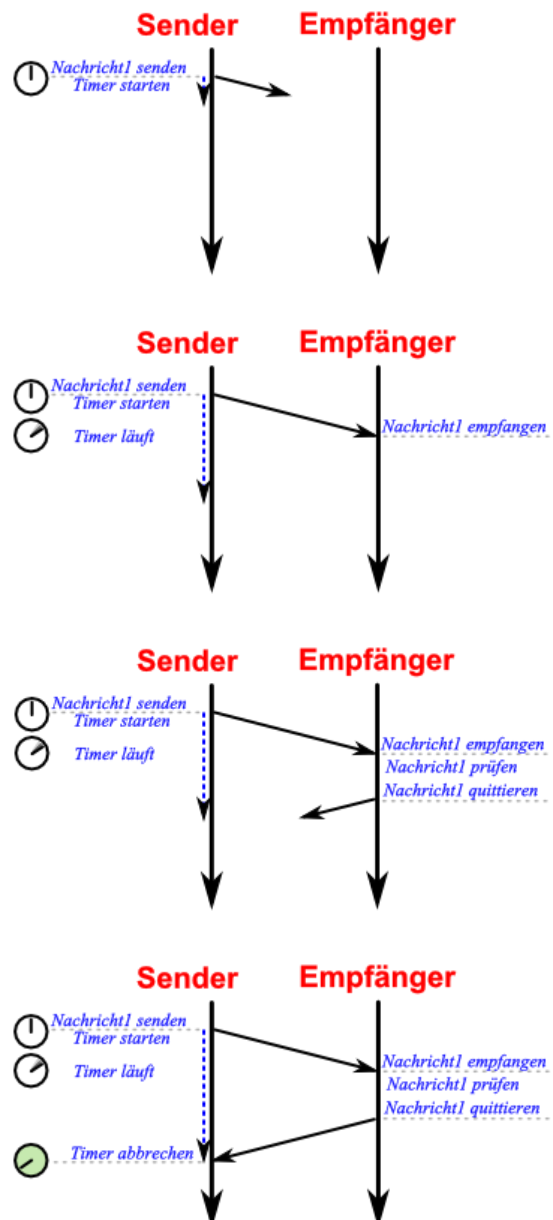 Sender Empfänger
Nachricht1 senden
Timer starten
Sender Empfänger
Nachricht1 senden
Timer starten
Nachricht1 empfangen
Timer läuft
Sender Empfänger
Nachricht1 senden
Timer starten
Nachricht1 empfangen
Timer läuft
Nachricht1 prüfen
Nachricht1 quittieren
Sender Empfänger
Nachricht1 senden
Timer starten
Nachricht1 empfangen
Timer läuft
Nachricht1 prüfen
Nachricht1 quittieren
Timer abbrechen